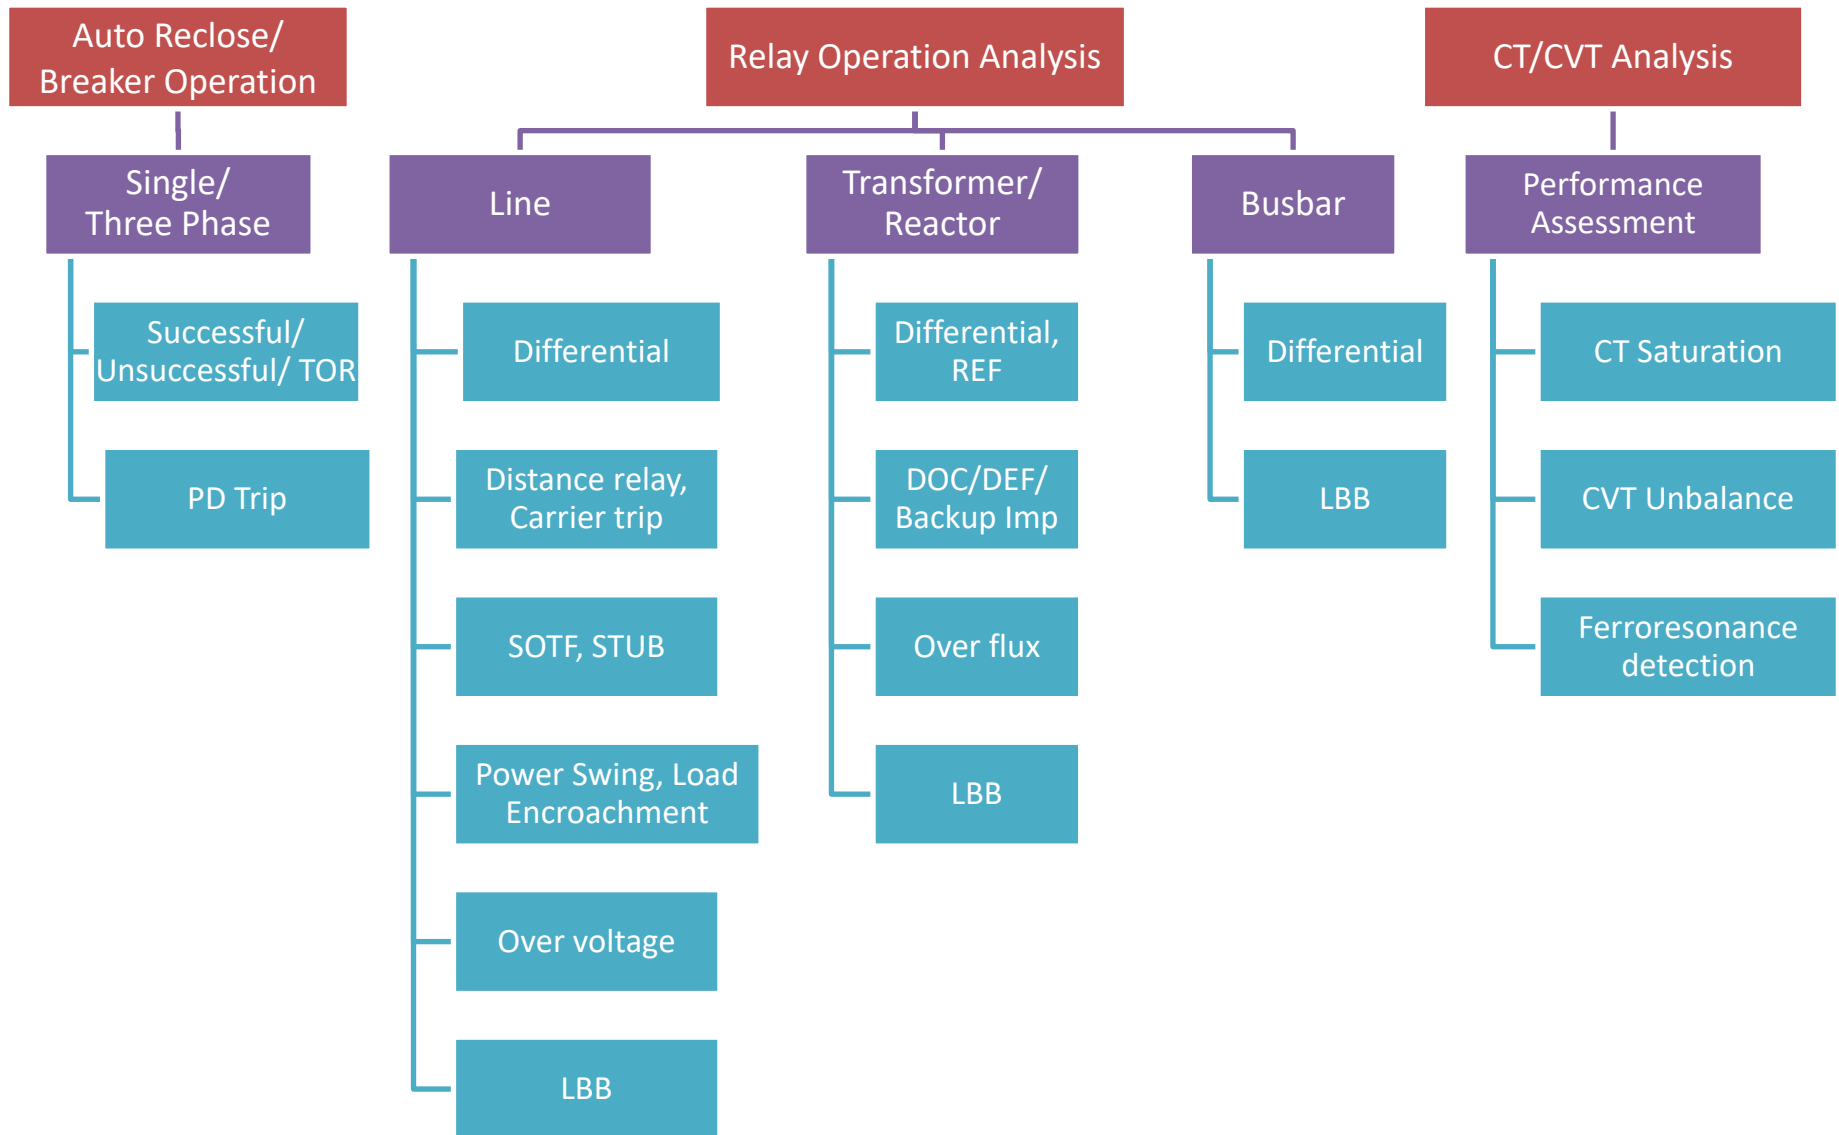 Auto Reclose/
Breaker Operation
Relay Operation Analysis
CT/CVT Analysis
Single/
Three Phase
Line
Transformer/
Reactor
Busbar
Performance
Assessment
Successful/
Unsuccessful/ TOR
PD Trip
Differential
Distance relay,
Carrier trip
SOTF, STUB
Power Swing, Load
Encroachment
Over voltage
LBB
Differential,
REF
DOC/DEF/
Backup Imp
Over flux
LBB
Differential
LBB
CT Saturation
CVT Unbalance
Ferroresonance
detection